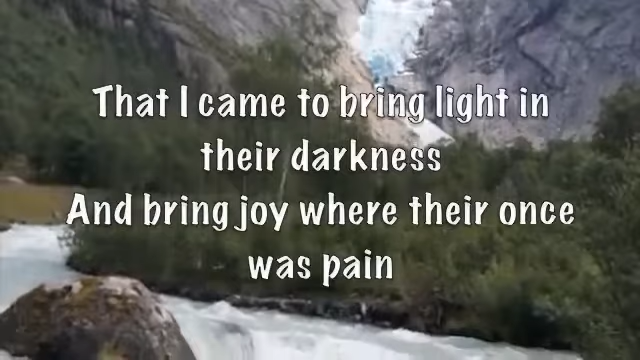 That I came to bring light in
their darkness
And bring joy where their once
was pain